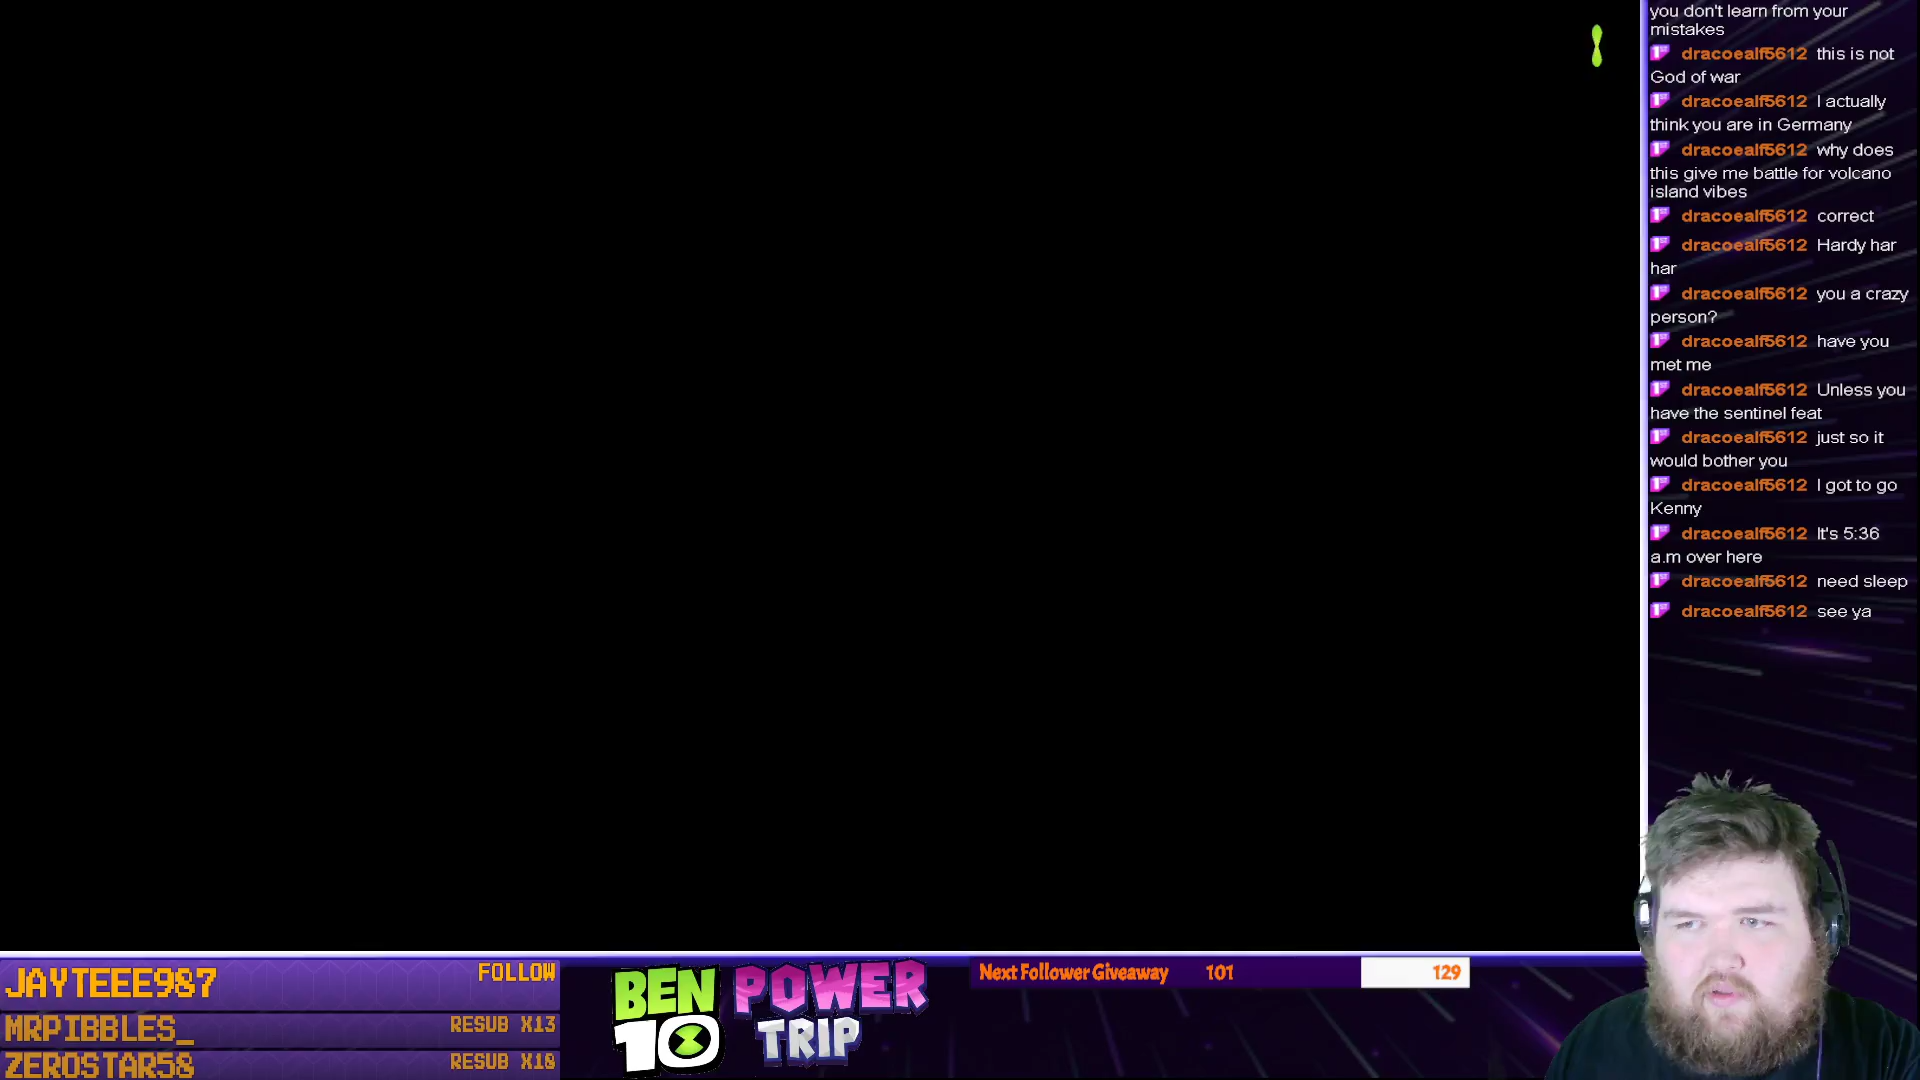 you don't learn from your
mistakes
dracoealf5612 this is not
God of war
dracoealf5612 I actually
think you are in Germany
dracoealf5612 why does
this give me battle for volcano
island vibes
dracoealf5612 correct
dracoealf5612 Hardy har
har
dracoealf5612 you a crazy
person?
dracoealf5612 have you
met me
dracoealf5612 Unless you
have the sentinel feat
dracoealf5612 just so it
would bother you
dracoealf5612 I got to go
Kenny
dracoealf5612 It's 5:36
a.m over here
dracoealf5612 need sleep
dracoealf5612 see ya
JAYTEEE987 FOLLOW
MRPIBBLES_ RESUB X13
ZEROSTAR58 RESUB X18
BEN
10
POWER
TRIP
Next Follower Giveaway 101 129